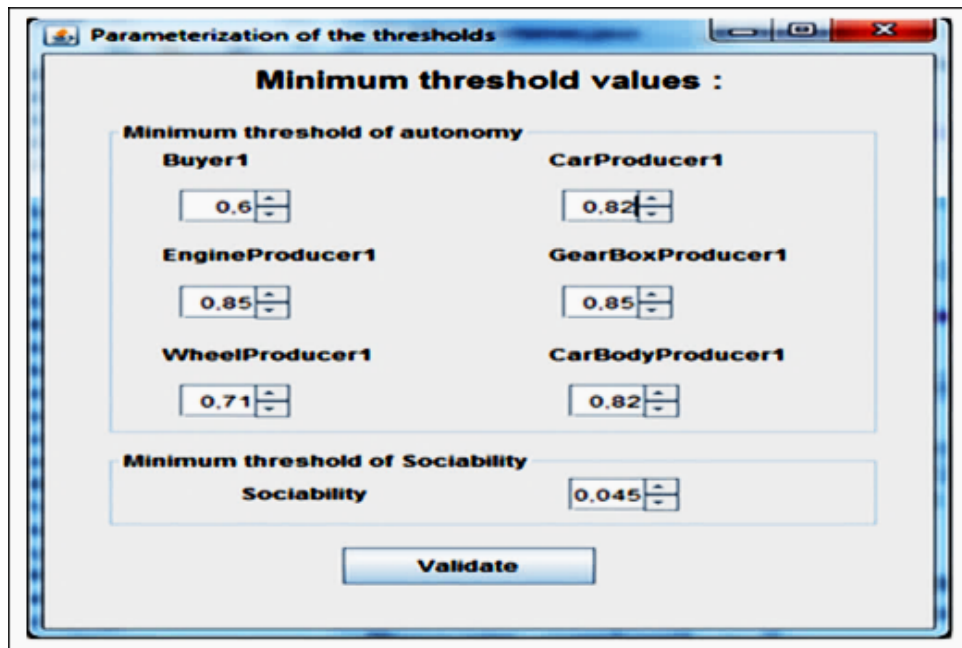 Parameterization of the thresholds
Minimum threshold values :
Minimum threshold of autonomy
Buyer1 CarProducer1
0,6 0,82
EngineProducer1 GearBoxProducer1
0,85 0,85
WheelProducer1 CarBodyProducer1
0,71 0,82
Minimum threshold of Sociability
Sociability 0,045
Validate